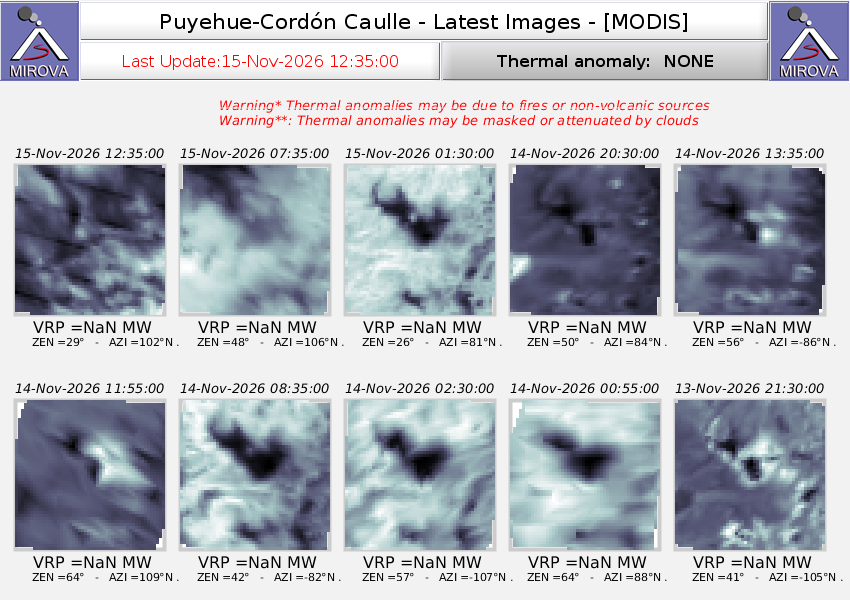 Puyehue-Cordón Caulle - Latest Images - [MODIS]
MIROVA
Last Update:15-Nov-2026 12:35:00
Thermal anomaly: NONE
MIROVA
Warning* Thermal anomalies may be due to fires or non-volcanic sources
Warning**: Thermal anomalies may be masked or attenuated by clouds
15-Nov-2026 12:35:00
15-Nov-2026 07:35:00
15-Nov-2026 01:30:00
14-Nov-2026 20:30:00
14-Nov-2026 13:35:00
VRP =NaN MW
VRP =NaN MW
VRP =NaN MW
VRP =NaN MW
VRP =NaN MW
ZEN =29° - AZI =102°N .
ZEN =48° - AZI =106°N .
ZEN =26° - AZI =81°N .
ZEN =50° - AZI =84°N .
ZEN =56° - AZI =-86°N .
14-Nov-2026 11:55:00
14-Nov-2026 08:35:00
14-Nov-2026 02:30:00
14-Nov-2026 00:55:00
13-Nov-2026 21:30:00
VRP =NaN MW
VRP =NaN MW
VRP =NaN MW
VRP =NaN MW
VRP =NaN MW
ZEN =64° - AZI =109°N .
ZEN =42° - AZI =-82°N .
ZEN =57° - AZI =-107°N .
ZEN =64° - AZI =88°N .
ZEN =41° - AZI =-105°N .